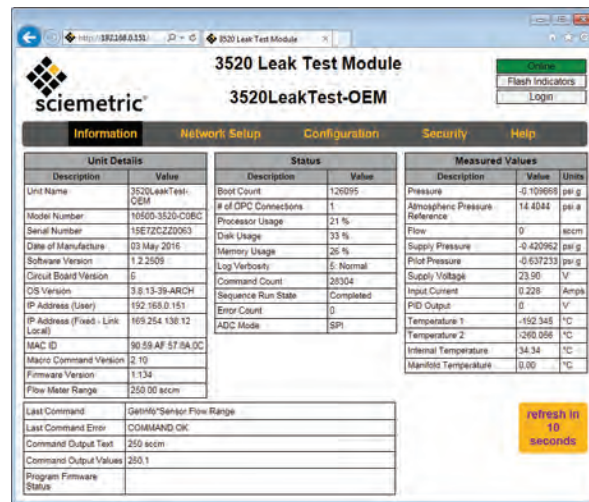 http://192.168.0.151/
3520 Leak Test Module
sciemetric
3520 Leak Test Module
3520LeakTest-OEM
Online
Flash Indicators
Login
Information Network Setup Configuration Security Help
Unit Details
Description Value
Unit Name 3520LeakTest-OEM
Model Number 10500-3520-C0BC
Serial Number 15E7CZZ0063
Date of Manufacture 03 May 2016
Software Version 1.2.2509
Circuit Board Version 6
OS Version 3.8.13-39-ARCH
IP Address (User) 192.168.0.151
IP Address (Fixed - Link Local) 169.254.138.12
MAC ID 90.59.AF.57.6A.0C
Macro Command Version 2.10
Firmware Version 1.134
Flow Meter Range 250.00 sccm
Status
Description Value
Boot Count 126095
# of OPC Connections 1
Processor Usage 21 %
Disk Usage 33 %
Memory Usage 26 %
Log Verbosity 5: Normal
Command Count 28304
Sequence Run State Completed
Error Count 0
ADC Mode SPI
Measured Values
Description Value Units
Pressure -0.109668 psi g
Atmospheric Pressure Reference 14.4044 psi a
Flow 0 sccm
Supply Pressure -0.420962 psi g
Pilot Pressure -0.637233 psi g
Supply Voltage 23.90 V
Input Current 0.228 Amps
PID Output 0 V
Temperature 1 -192.345 °C
Temperature 2 -260.056 °C
Internal Temperature 34.34 °C
Manifold Temperature 0.00 °C
Last Command GetInfo*Sensor Flow Range
Last Command Error COMMAND OK
Command Output Text 250 sccm
Command Output Values 250.1
Program Firmware Status
refresh in
10
seconds